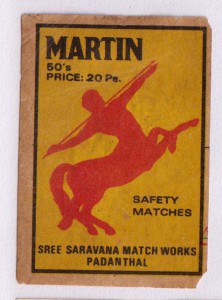 MARTIN
50's
PRICE: 20 Ps.
SAFETY
MATCHES
SREE SARAVANA MATCH WORKS
PADANTHAL